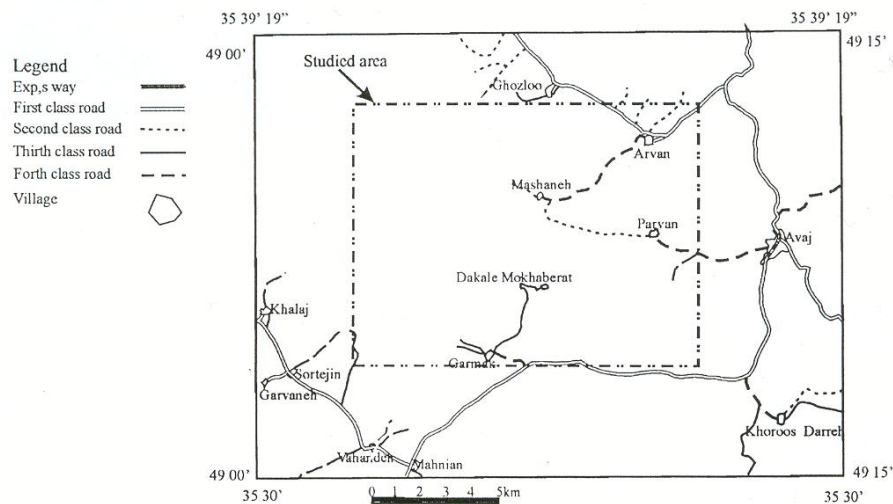 35 39' 19"
35 39' 19"
49 00'
49 15'
Legend
Exp,s way
First class road
Second class road
Thirth class road
Forth class road
Village
Studied area
Ghozloo
Arvan
Mashaneh
Parvan
Avaj
Dakale Mokhaberat
Khalaj
Garmak
Sortejin
Garvaneh
Khoroos Darreh
Vahandeh
Mahnian
49 00'
49 15'
0 1 2 3 4 5km
35 30'
35 30'